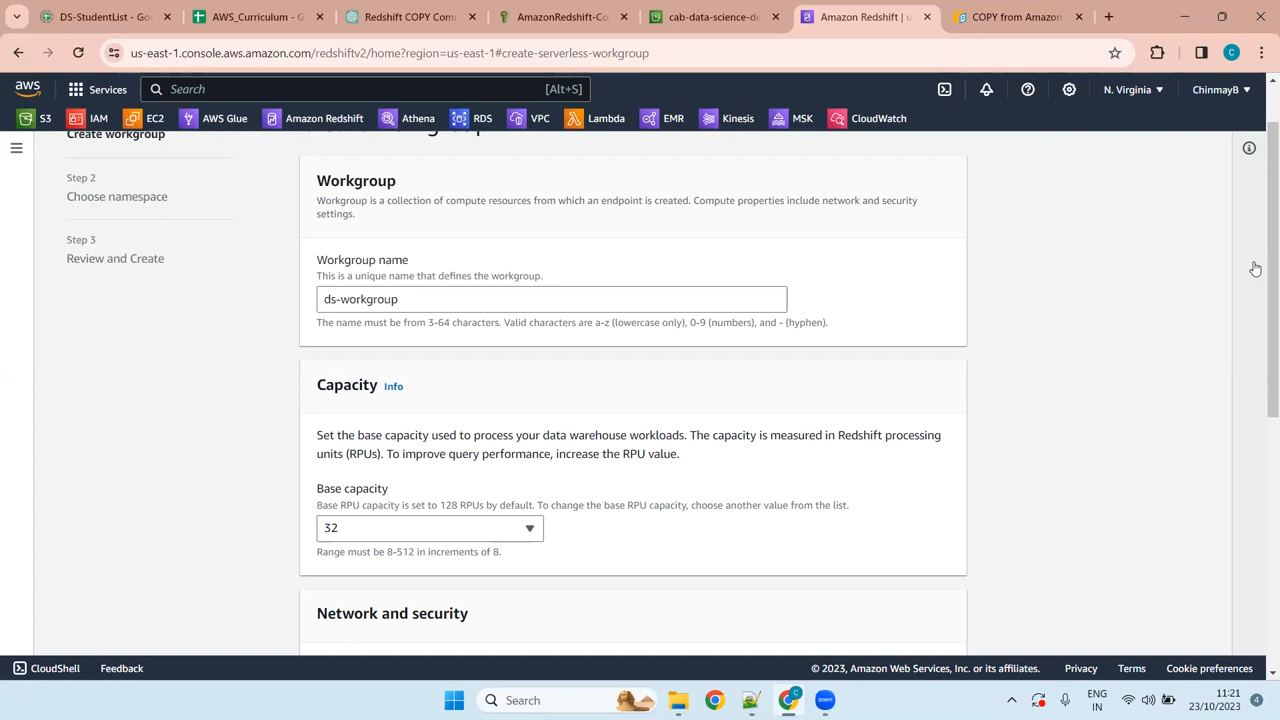 DS-StudentList - Go
AWS_Curriculum - G
Redshift COPY Com
AmazonRedshift-Co
cab-data-science-de
Amazon Redshift | u
COPY from Amazon
us-east-1.console.aws.amazon.com/redshiftv2/home?region=us-east-1#create-serverless-workgroup
C
aws
Services
Search
[Alt+S]
N. Virginia
ChinmayB
S3
IAM
EC2
AWS Glue
Amazon Redshift
Athena
RDS
VPC
Lambda
EMR
Kinesis
MSK
CloudWatch
Create workgroup
Step 2
Choose namespace
Step 3
Review and Create
Workgroup
Workgroup is a collection of compute resources from which an endpoint is created. Compute properties include network and security
settings.
Workgroup name
This is a unique name that defines the workgroup.
ds-workgroup
The name must be from 3-64 characters. Valid characters are a-z (lowercase only), 0-9 (numbers), and - (hyphen).
Capacity Info
Set the base capacity used to process your data warehouse workloads. The capacity is measured in Redshift processing
units (RPUs). To improve query performance, increase the RPU value.
Base capacity
Base RPU capacity is set to 128 RPUs by default. To change the base RPU capacity, choose another value from the list.
32
Range must be 8-512 in increments of 8.
Network and security
CloudShell
Feedback
© 2023, Amazon Web Services, Inc. or its affiliates.
Privacy
Terms
Cookie preferences
Search
C
zoom
ENG
IN
11:21
23/10/2023
4